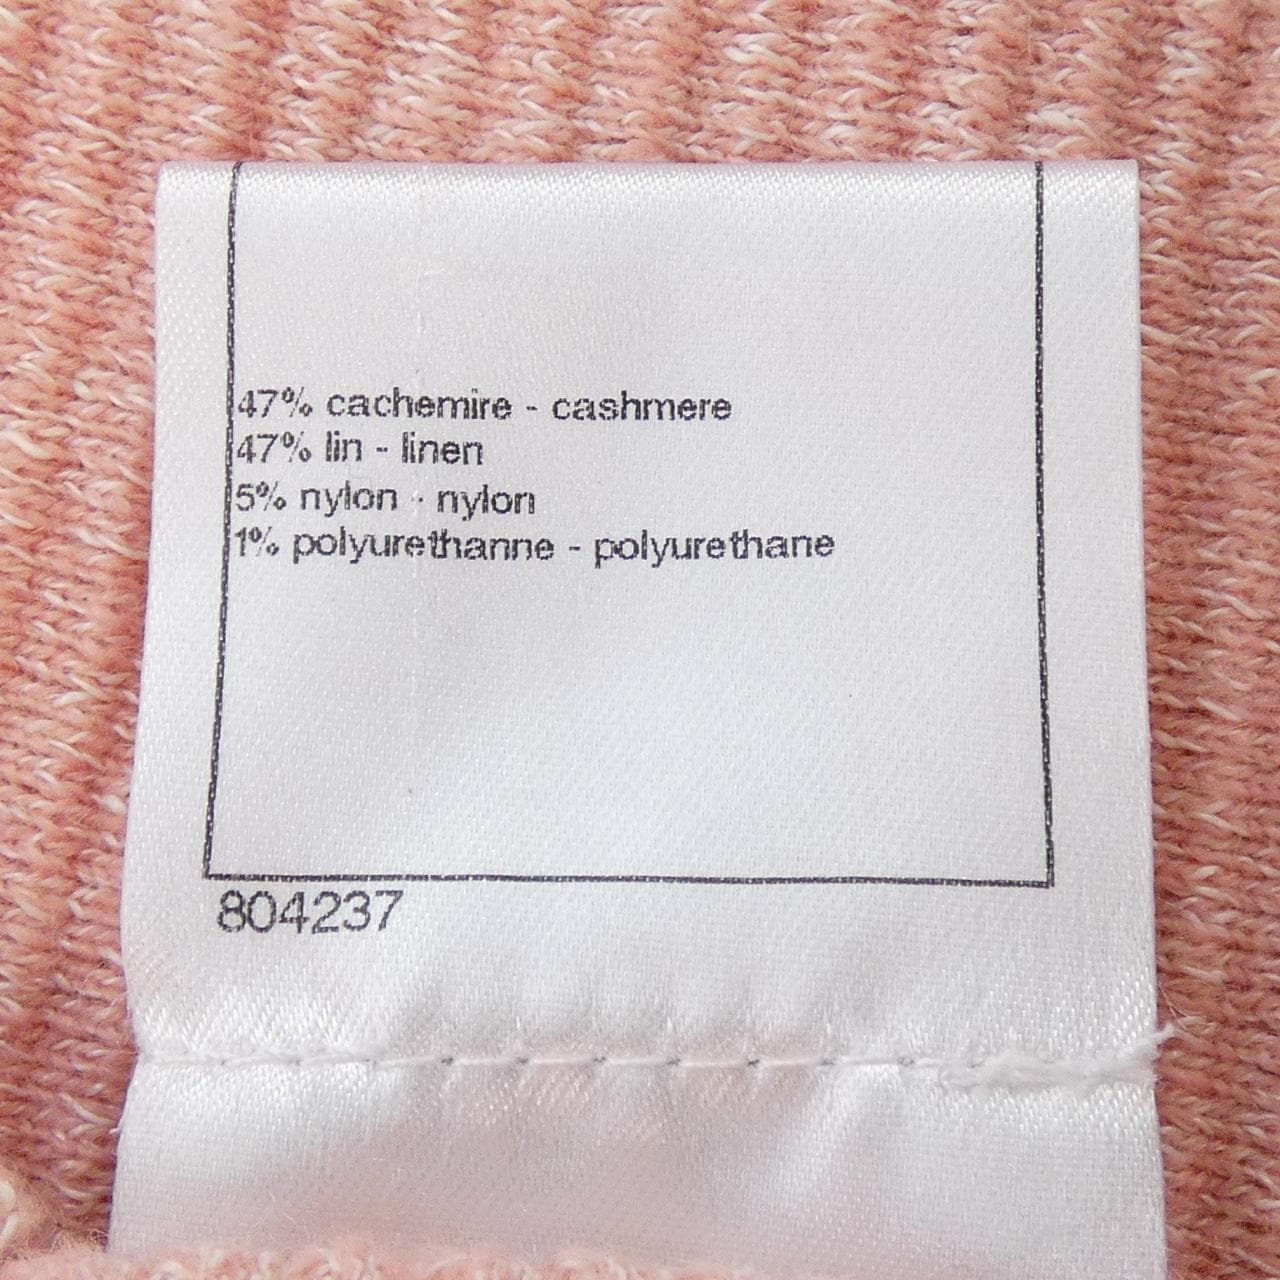 47% cachemire - cashmere
47% lin - linen
5% nylon - nylon
1% polyurethanne - polyurethane
804237